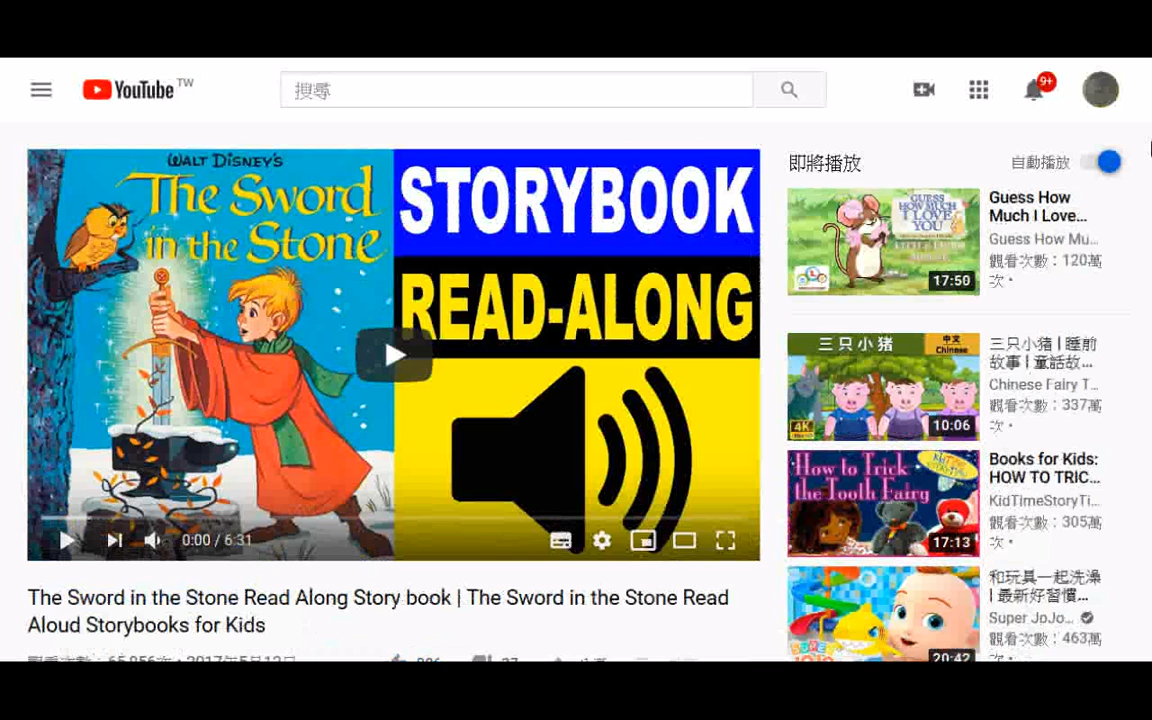 YouTube TW
搜尋
9+
WALT DISNEY'S
The Sword
in the Stone
STORYBOOK
READ-ALONG
0:00 / 6:31
The Sword in the Stone Read Along Story book | The Sword in the Stone Read
Aloud Storybooks for Kids
即將播放
自動播放
GUESS
HOW MUCH
I LOVE
YOU
17:50
Guess How
Much I Love...
Guess How Mu...
觀看次數：120萬
次・
三只小猪
中文
Chinese
4K
10:06
三只小猪 | 睡前
故事 | 童話故...
Chinese Fairy T...
觀看次數：337萬
次・
How to Trick
the Tooth Fairy
17:13
Books for Kids:
HOW TO TRIC...
KidTimeStoryTi...
觀看次數：305萬
次・
SUPER
20:42
和玩具一起洗澡
| 最新好習慣...
Super JoJo...
觀看次數：463萬